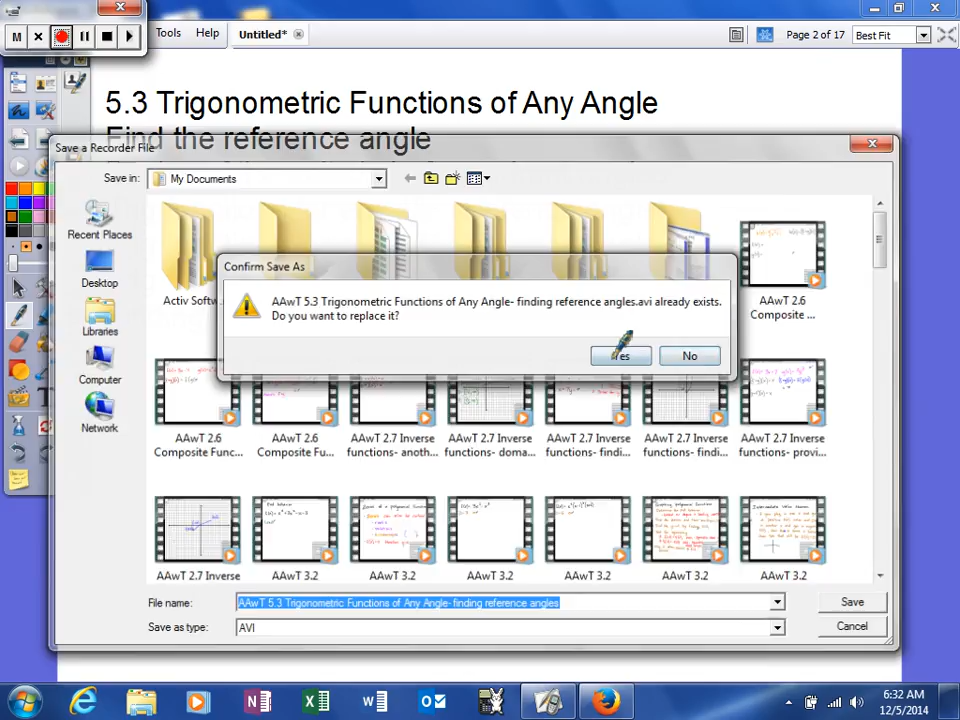 M
Tools Help Untitled* Page 2 of 17 Best Fit
5.3 Trigonometric Functions of Any Angle
Find the reference angle
Save a Recorder File
Save in: My Documents
Recent Places
Desktop
Libraries
Computer
Network
Activ Softw...
AAwT 2.6
Composite ...
Confirm Save As
AAwT 5.3 Trigonometric Functions of Any Angle- finding reference angles.avi already exists.
Do you want to replace it?
Yes No
AAwT 2.6
Composite Func...
AAwT 2.6
Composite Fu...
AAwT 2.7 Inverse
functions- anoth...
AAwT 2.7 Inverse
functions- doma...
AAwT 2.7 Inverse
functions- findi...
AAwT 2.7 Inverse
functions- findi...
AAwT 2.7 Inverse
functions- provi...
AAwT 2.7 Inverse
AAwT 3.2
AAwT 3.2
AAwT 3.2
AAwT 3.2
AAwT 3.2
AAwT 3.2
File name: AAwT 5.3 Trigonometric Functions of Any Angle- finding reference angles Save
Save as type: AVI Cancel
6:32 AM
12/5/2014